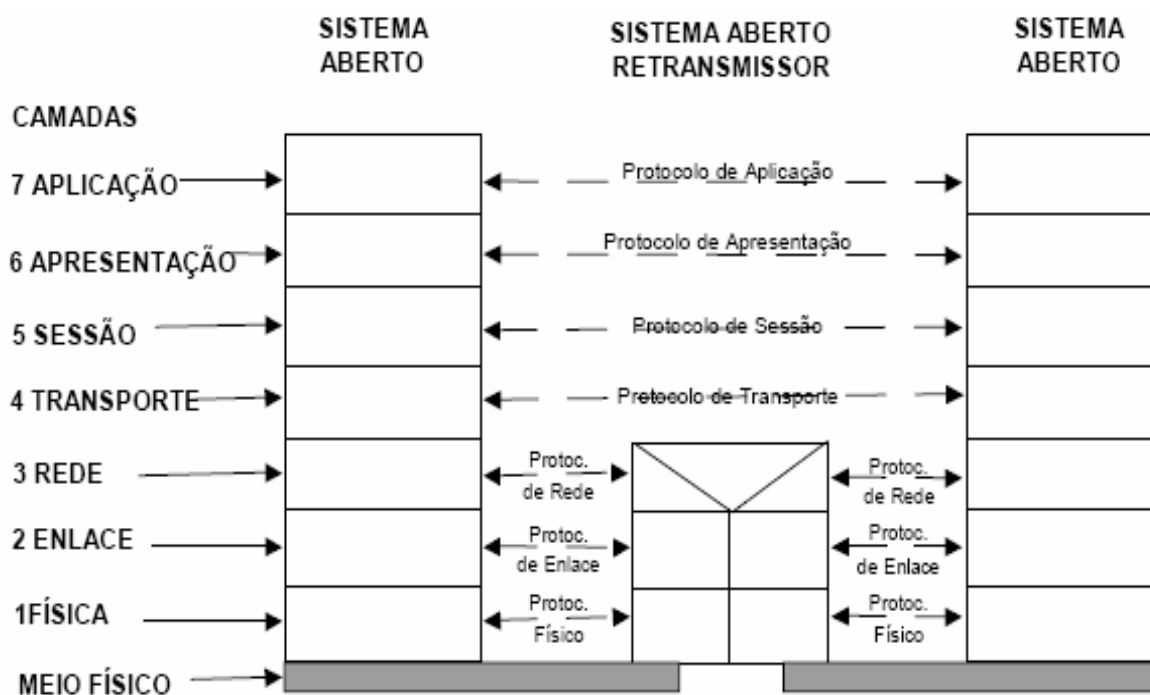 SISTEMA
ABERTO
SISTEMA ABERTO
RETRANSMISSOR
SISTEMA
ABERTO
CAMADAS
7 APLICAÇÃO
Protocolo de Aplicação
6 APRESENTAÇÃO
Protocolo de Apresentação
5 SESSÃO
Protocolo de Sessão
4 TRANSPORTE
Protocolo de Transporte
3 REDE
Protoc.
de Rede
Protoc.
de Rede
2 ENLACE
Protoc.
de Enlace
Protoc.
de Enlace
1FÍSICA
Protoc.
Físico
Protoc.
Físico
MEIO FÍSICO